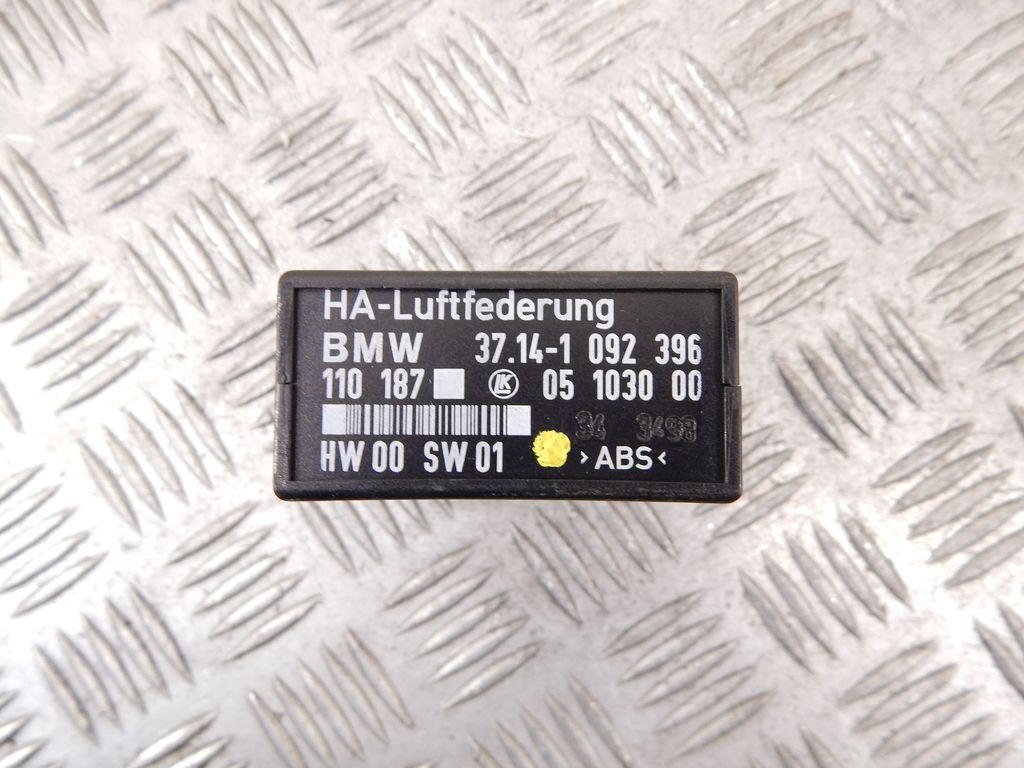 HA-Luftfederung
BMW 37.14-1 092 396
110 187 LK 05 1030 00
34 3498
HW 00 SW 01 >ABS<